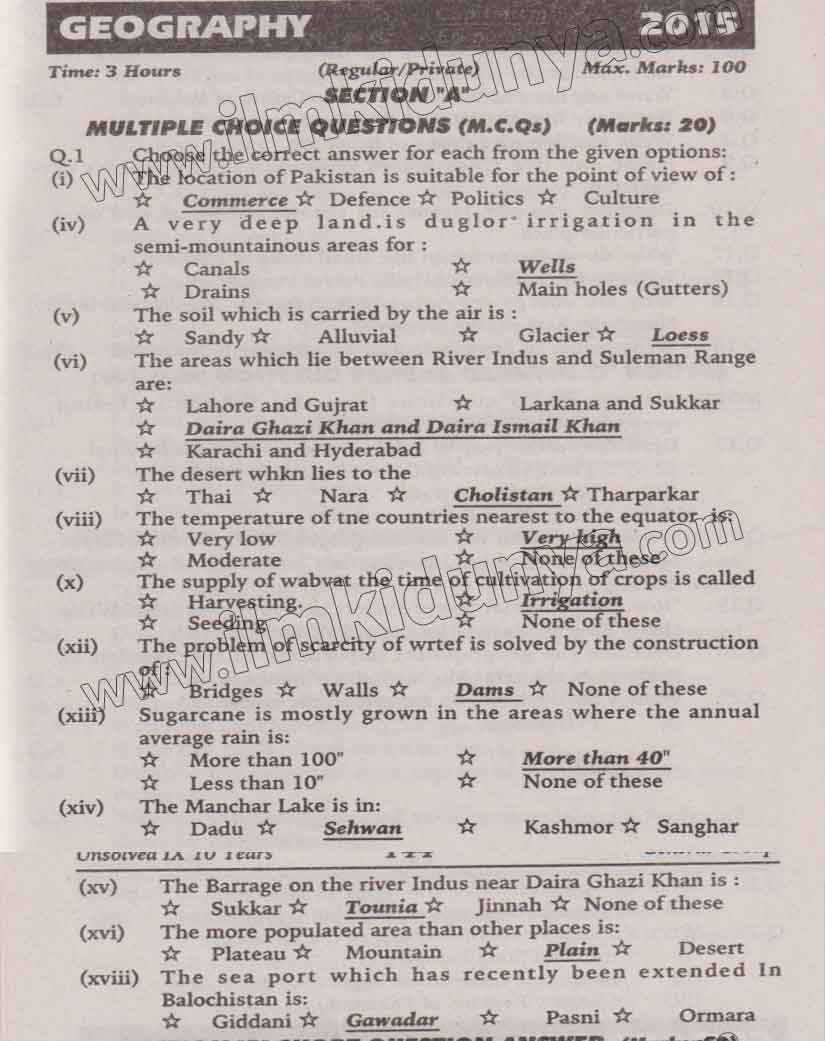 GEOGRAPHY 2015
Time: 3 Hours (Regular/Private) Max. Marks: 100
SECTION "A"
MULTIPLE CHOICE QUESTIONS (M.C.Qs) (Marks: 20)
Q.1 Choose the correct answer for each from the given options:
(i) The location of Pakistan is suitable for the point of view of :
☆ Commerce ☆ Defence ☆ Politics ☆ Culture
(iv) A very deep land.is duglor irrigation in the
semi-mountainous areas for :
☆ Canals ☆ Wells
☆ Drains ☆ Main holes (Gutters)
(v) The soil which is carried by the air is :
☆ Sandy ☆ Alluvial ☆ Glacier ☆ Loess
(vi) The areas which lie between River Indus and Suleman Range
are:
☆ Lahore and Gujrat ☆ Larkana and Sukkar
☆ Daira Ghazi Khan and Daira Ismail Khan
☆ Karachi and Hyderabad
(vii) The desert whkn lies to the
☆ Thai ☆ Nara ☆ Cholistan ☆ Tharparkar
(viii) The temperature of tne countries nearest to the equator is:
☆ Very low ☆ Very high
☆ Moderate ☆ None of these
(x) The supply of wabvat the time of cultivation of crops is called
☆ Harvesting. ☆ Irrigation
☆ Seeding ☆ None of these
(xii) The problem of scarcity of wrtef is solved by the construction
of :
☆ Bridges ☆ Walls ☆ Dams ☆ None of these
(xiii) Sugarcane is mostly grown in the areas where the annual
average rain is:
☆ More than 100" ☆ More than 40"
☆ Less than 10" ☆ None of these
(xiv) The Manchar Lake is in:
☆ Dadu ☆ Sehwan ☆ Kashmor ☆ Sanghar
Unsolved IX 10 Years
(xv) The Barrage on the river Indus near Daira Ghazi Khan is :
☆ Sukkar ☆ Tounia ☆ Jinnah ☆ None of these
(xvi) The more populated area than other places is:
☆ Plateau ☆ Mountain ☆ Plain ☆ Desert
(xviii) The sea port which has recently been extended In
Balochistan is:
☆ Giddani ☆ Gawadar ☆ Pasni ☆ Ormara
www.ilmkidunya.com
www.ilmkidunya.com